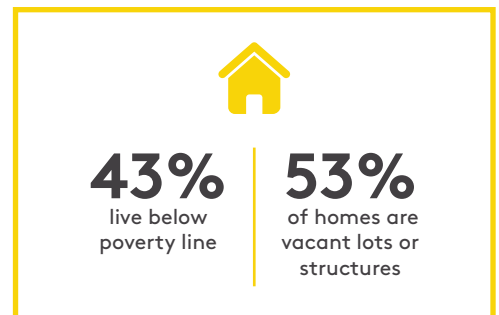 43%
live below
poverty line
53%
of homes are
vacant lots or
structures